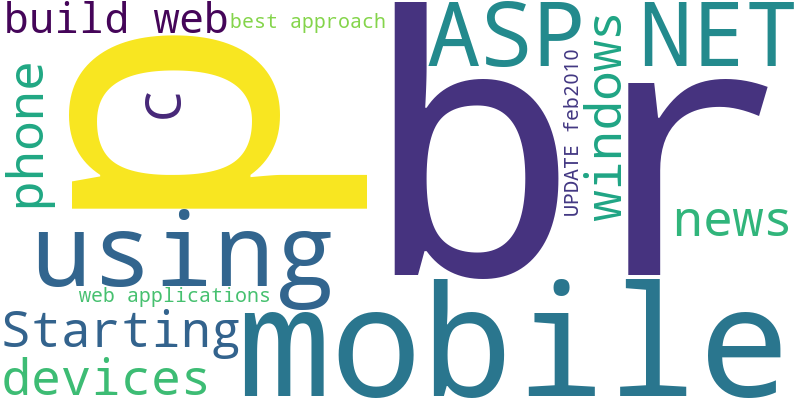 build web
best approach
ASP
NET
br
p
c
phone
UPDATE feb2010
windows
news
using
web applications
Starting
mobile
devices